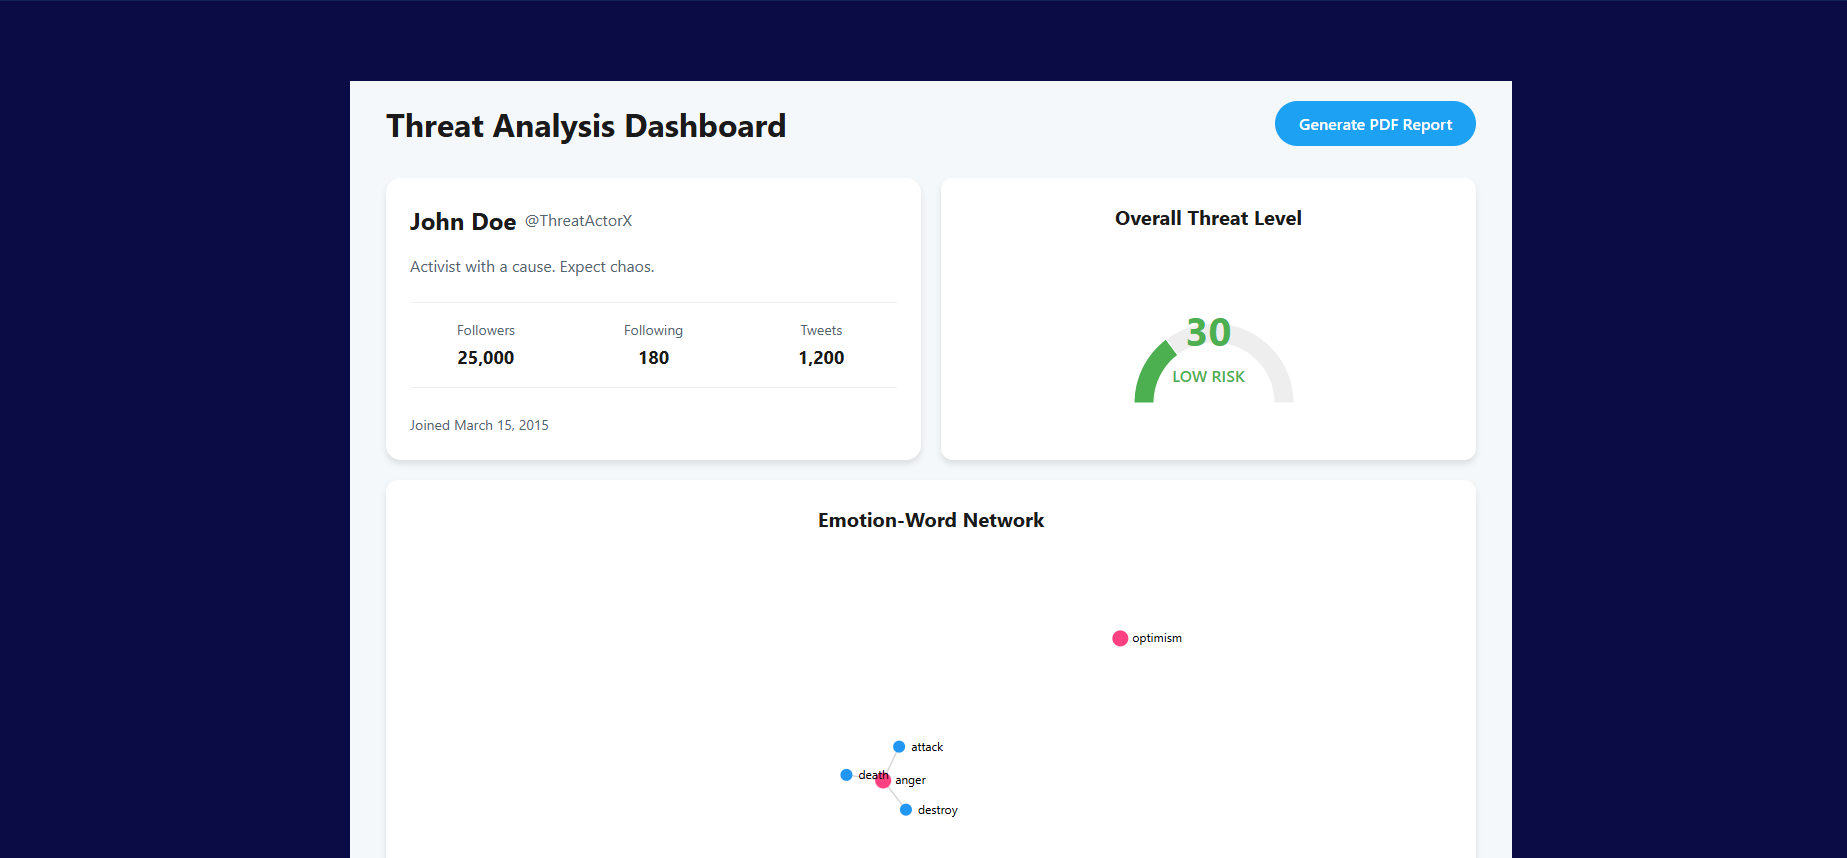 Threat Analysis Dashboard
Generate PDF Report
John Doe @ThreatActorX
Activist with a cause. Expect chaos.
Followers
Following
Tweets
25,000
180
1,200
Joined March 15, 2015
Overall Threat Level
30
LOW RISK
Emotion-Word Network
optimism
attack
death
anger
destroy